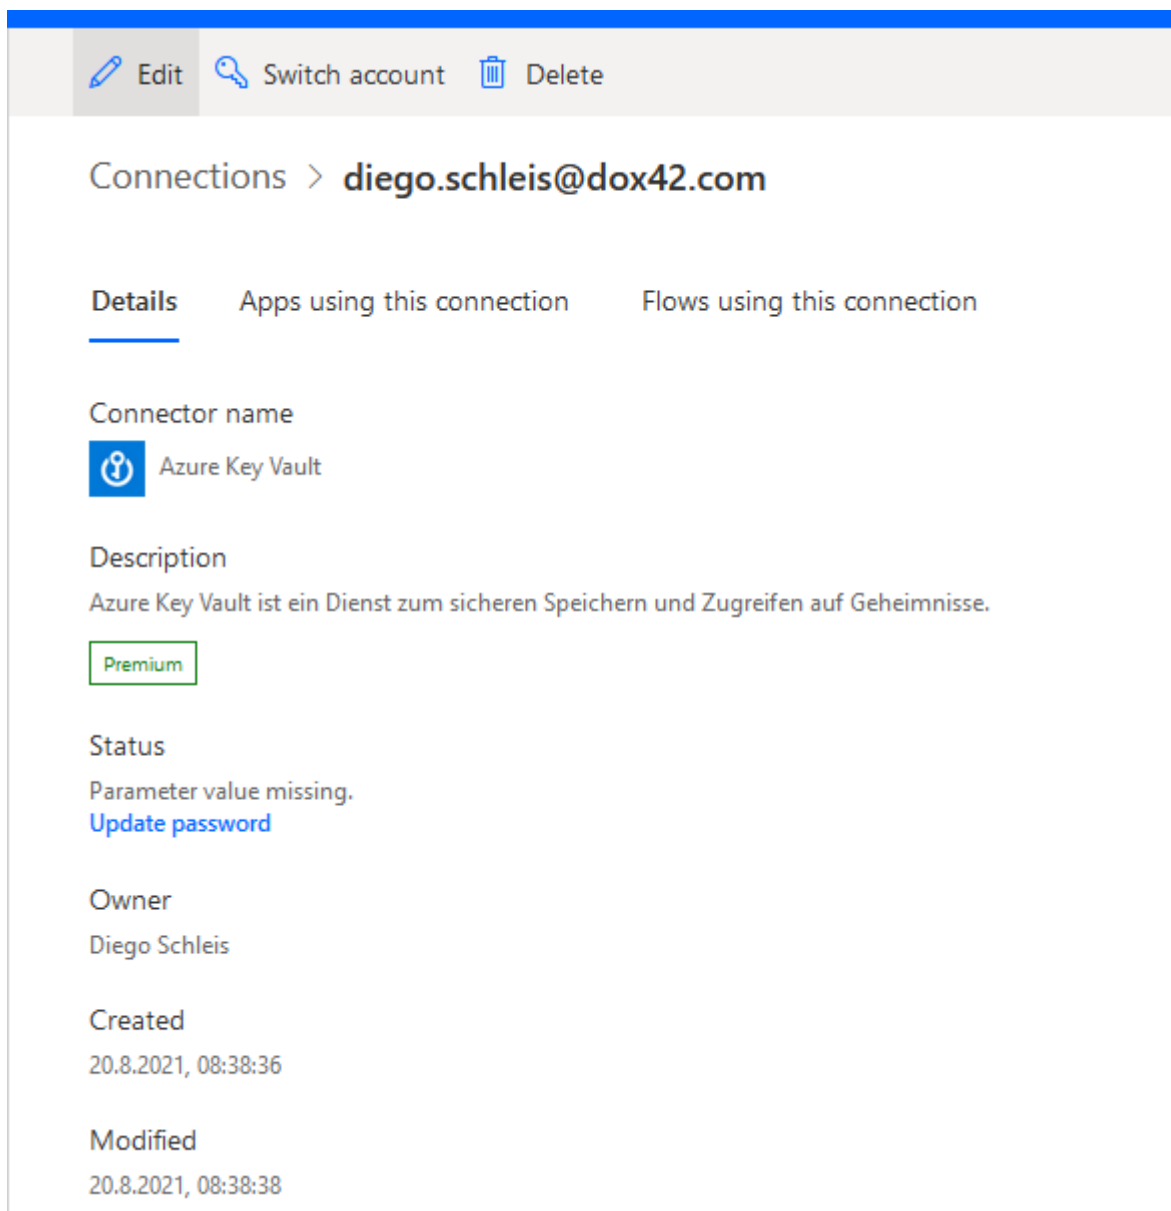 Edit Switch account Delete
Connections > diego.schleis@dox42.com
Details Apps using this connection Flows using this connection
Connector name
Azure Key Vault
Description
Azure Key Vault ist ein Dienst zum sicheren Speichern und Zugreifen auf Geheimnisse.
Premium
Status
Parameter value missing.
Update password
Owner
Diego Schleis
Created
20.8.2021, 08:38:36
Modified
20.8.2021, 08:38:38